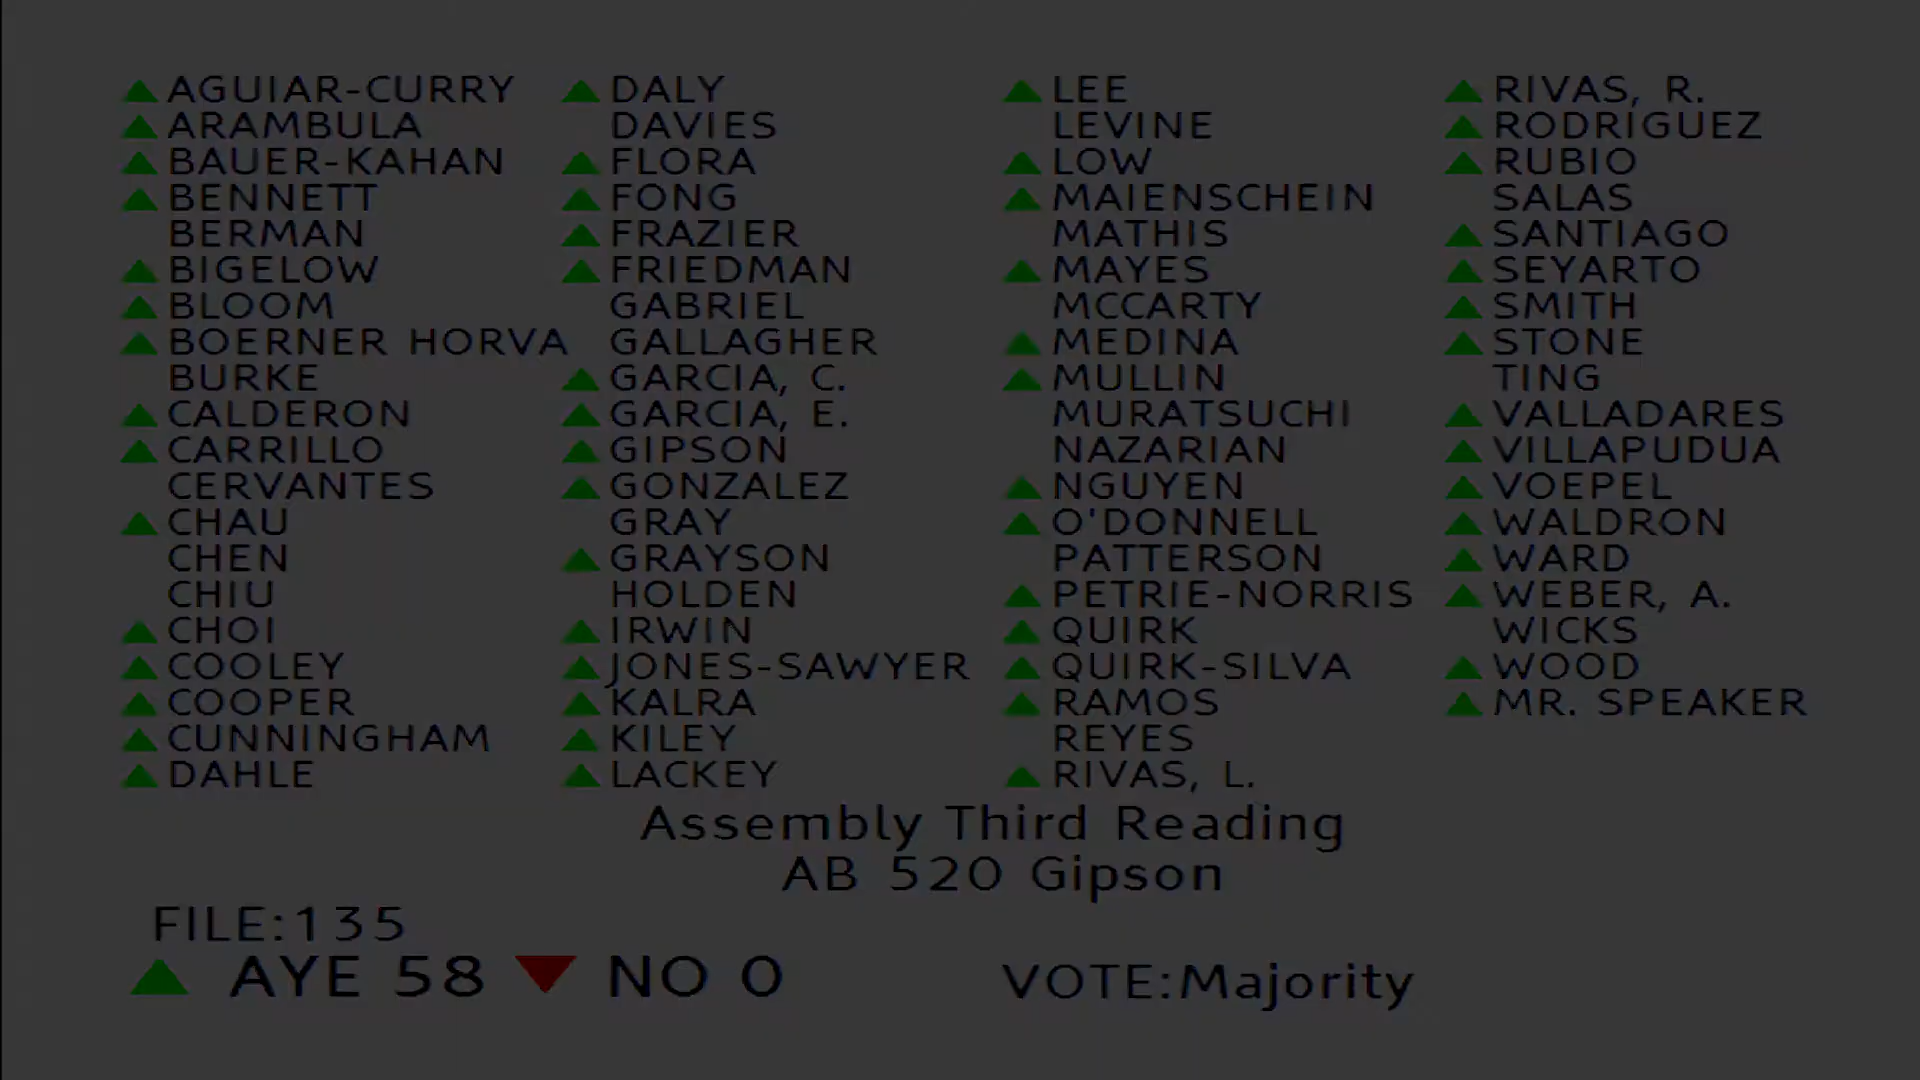 AGUIAR-CURRY
ARAMBULA
BAUER-KAHAN
BENNETT
BERMAN
BIGELOW
BLOOM
BOERNER HORVA
BURKE
CALDERON
CARRILLO
CERVANTES
CHAU
CHEN
CHIU
CHOI
COOLEY
COOPER
CUNNINGHAM
DAHLE
DALY
DAVIES
FLORA
FONG
FRAZIER
FRIEDMAN
GABRIEL
GALLAGHER
GARCIA, C.
GARCIA, E.
GIPSON
GONZALEZ
GRAY
GRAYSON
HOLDEN
IRWIN
JONES-SAWYER
KALRA
KILEY
LACKEY
LEE
LEVINE
LOW
MAIENSCHEIN
MATHIS
MAYES
MCCARTY
MEDINA
MULLIN
MURATSUCHI
NAZARIAN
NGUYEN
O'DONNELL
PATTERSON
PETRIE-NORRIS
QUIRK
QUIRK-SILVA
RAMOS
REYES
RIVAS, L.
RIVAS, R.
RODRIGUEZ
RUBIO
SALAS
SANTIAGO
SEYARTO
SMITH
STONE
TING
VALLADARES
VILLAPUDUA
VOEPEL
WALDRON
WARD
WEBER, A.
WICKS
WOOD
MR. SPEAKER
Assembly Third Reading
AB 520 Gipson
FILE:135
AYE 58 NO 0 VOTE:Majority